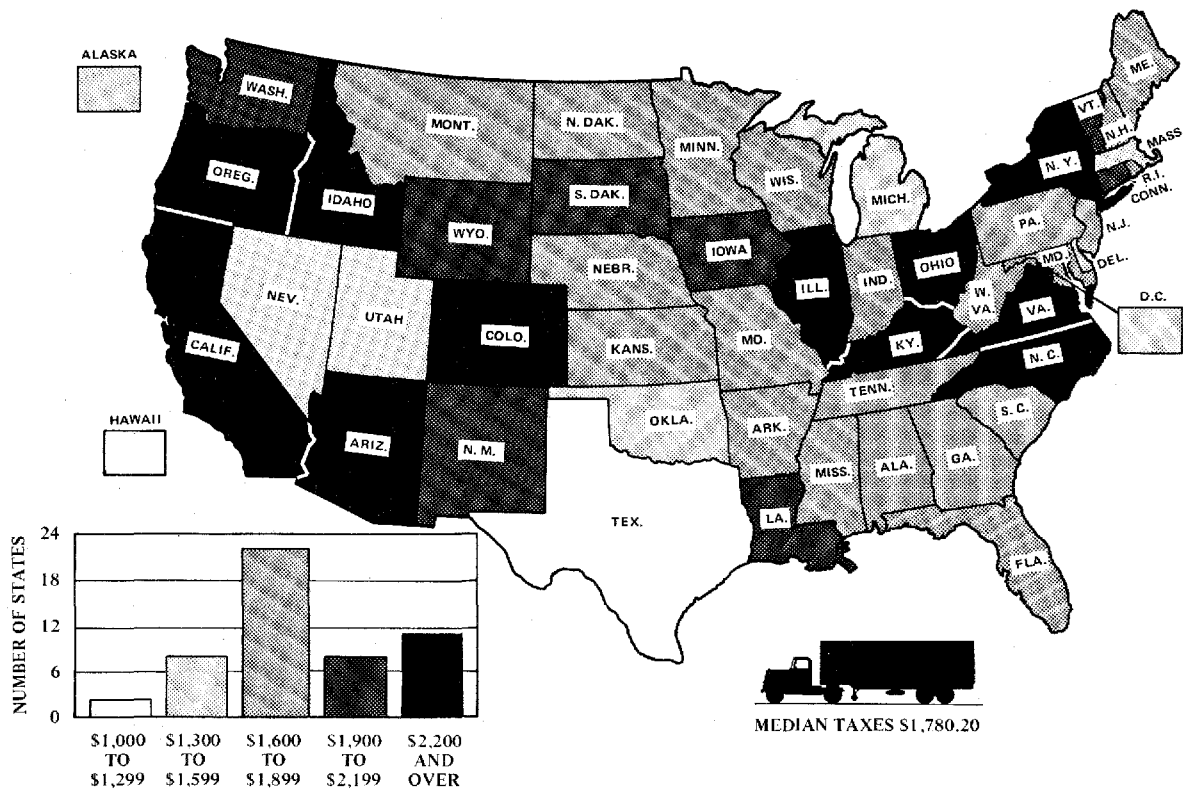 ALASKA
WASH.
MONT.
N. DAK.
MINN.
ME.
VT.
N.H.
MASS
OREG.
IDAHO
S. DAK.
WIS.
MICH.
N. Y.
R.I.
CONN.
WYO.
IOWA
PA.
N.J.
NEBR.
OHIO
MD.
DEL.
NEV.
UTAH
ILL.
IND.
W.
VA.
VA.
D.C.
CALIF.
COLO.
KANS.
MO.
KY.
N. C.
TENN.
HAWAII
ARIZ.
N. M.
OKLA.
ARK.
S. C.
MISS.
ALA.
GA.
TEX.
LA.
FLA.
NUMBER OF STATES
24
18
12
6
0
$1,000
TO
$1,299
$1,300
TO
$1,599
$1,600
TO
$1,899
$1,900
TO
$2,199
$2,200
AND
OVER
MEDIAN TAXES $1,780.20